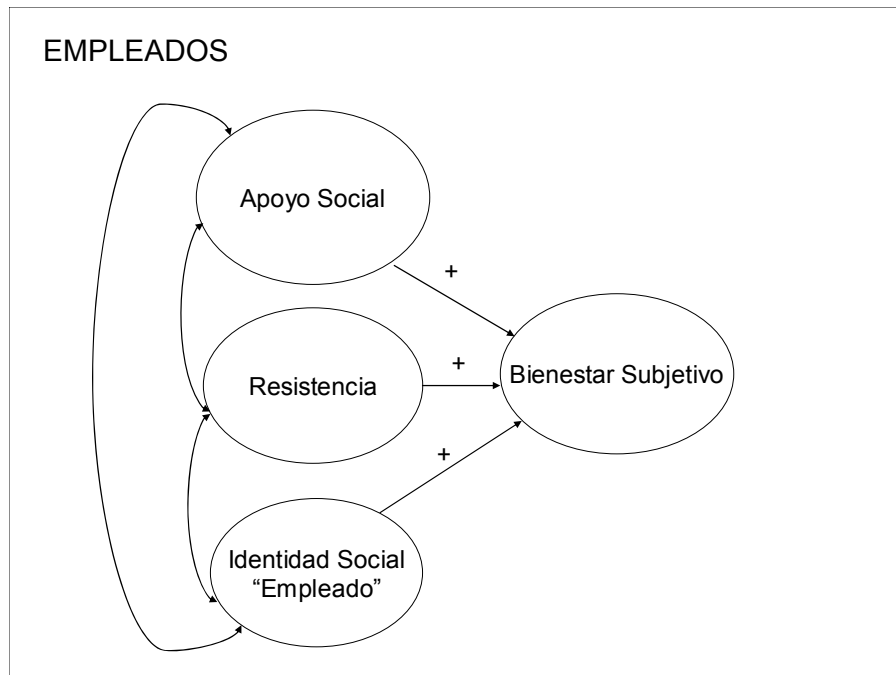 EMPLEADOS
Apoyo Social
+
Resistencia
+
Bienestar Subjetivo
+
Identidad Social
“Empleado”